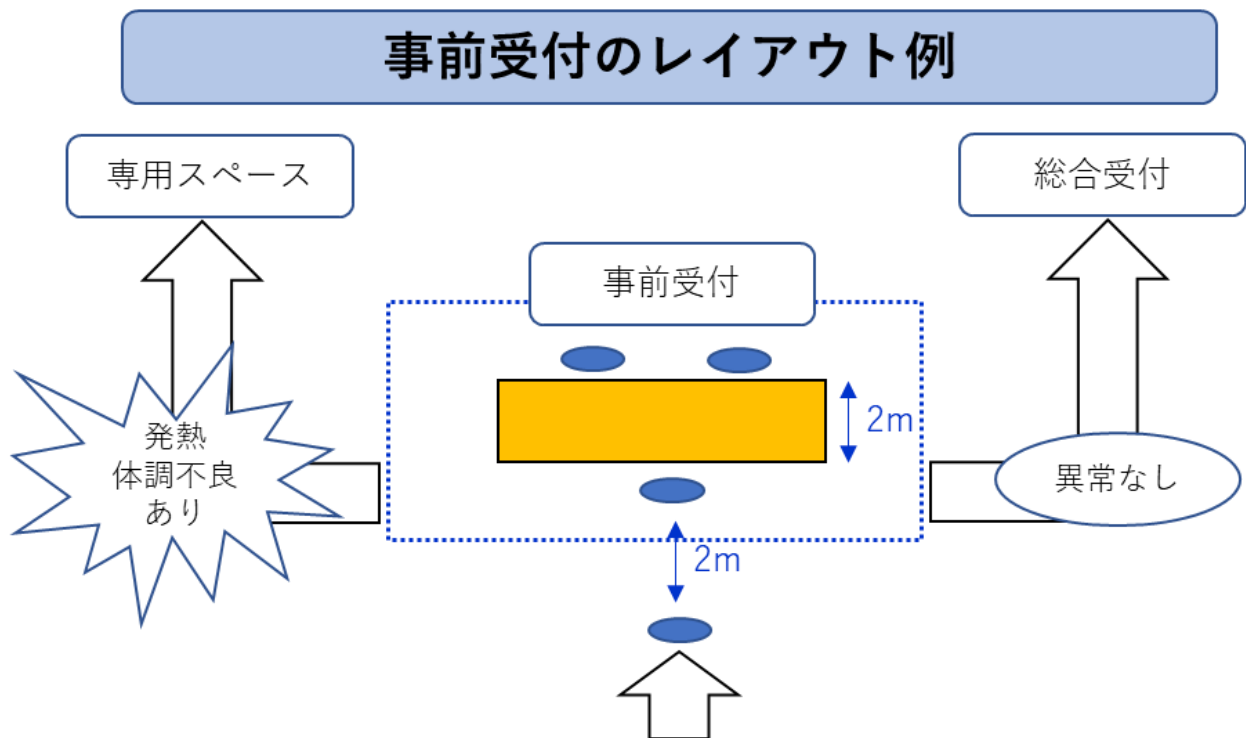 事前受付のレイアウト例
専用スペース
総合受付
事前受付
2m
発熱
体調不良
あり
異常なし
2m